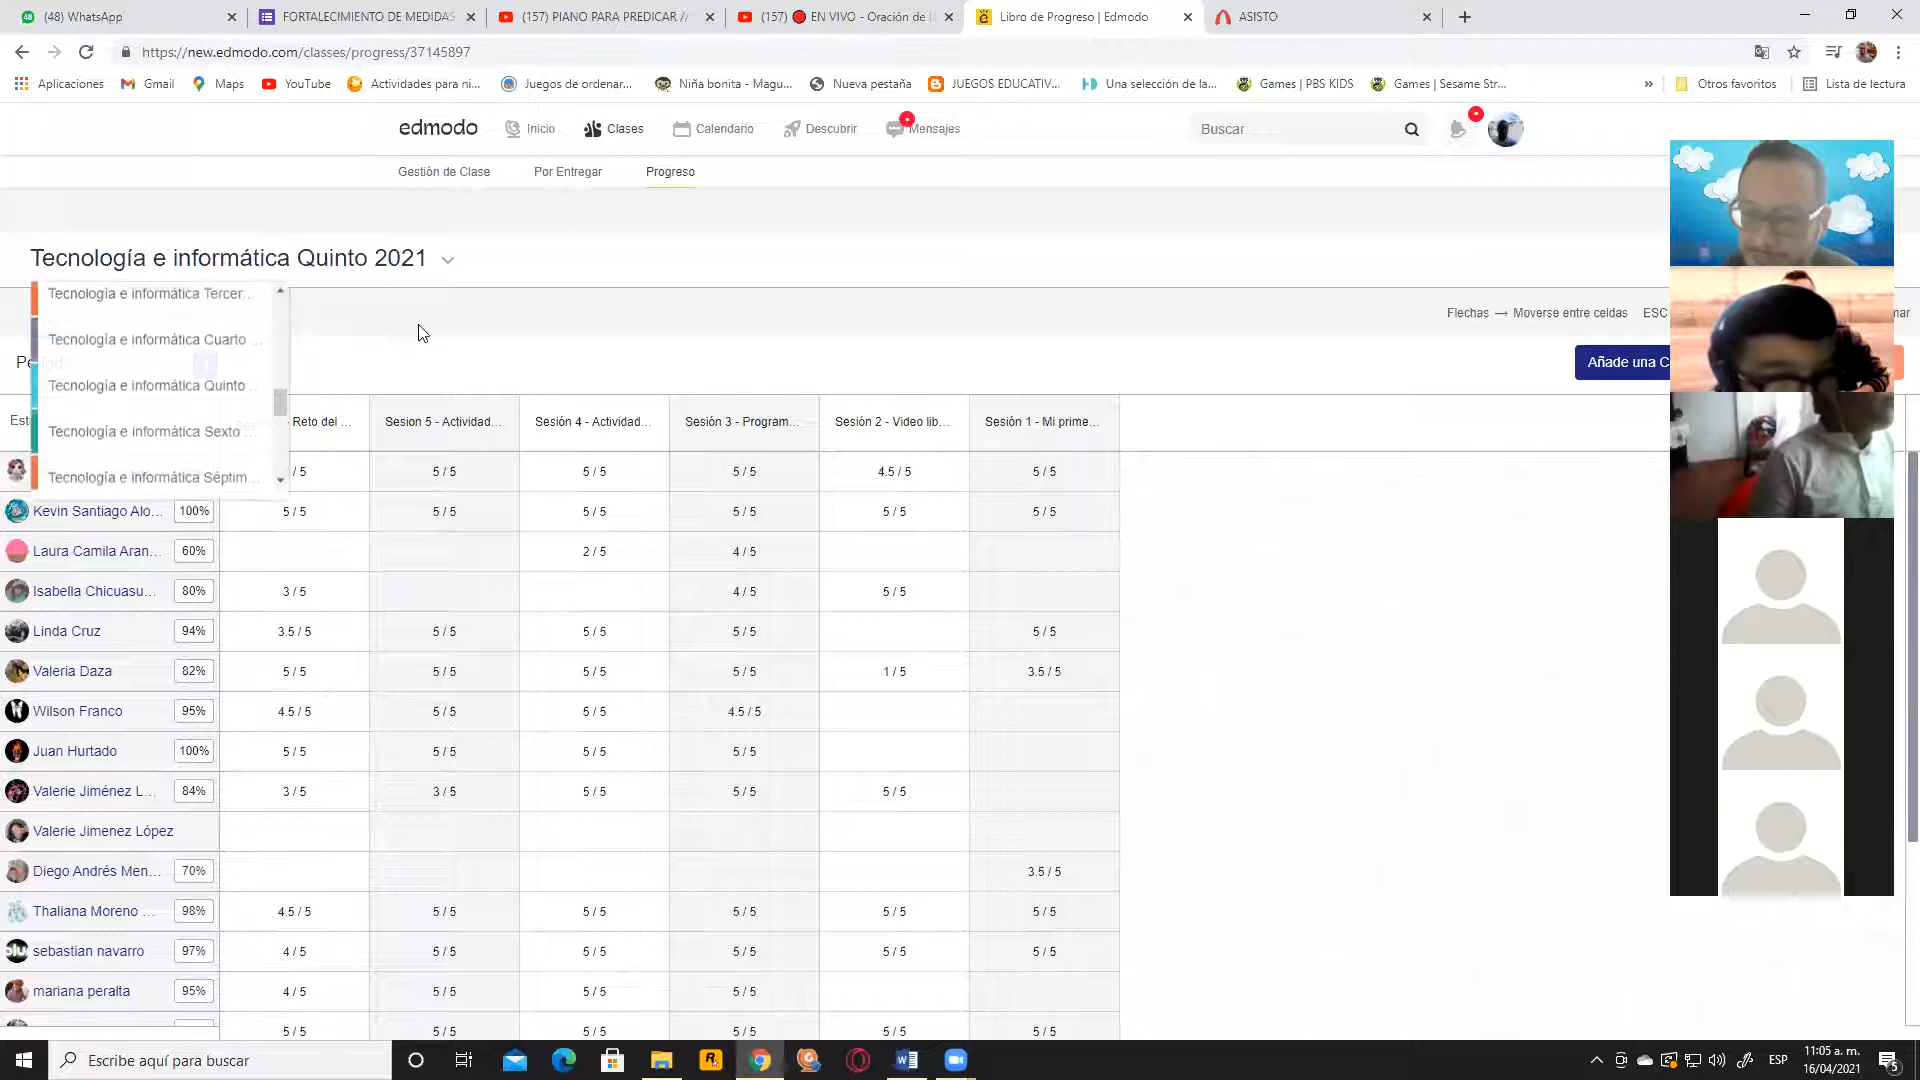 (48) WhatsApp
FORTALECIMIENTO DE MEDIDAS
(157) PIANO PARA PREDICAR //
(157) 🔴 EN VIVO - Oración de l
Libro de Progreso | Edmodo
ASISTO
https://new.edmodo.com/classes/progress/37145897
Aplicaciones
Gmail
Maps
YouTube
Actividades para ni...
Juegos de ordenar...
Niña bonita - Magu...
Nueva pestaña
JUEGOS EDUCATIV...
Una selección de la...
Games | PBS KIDS
Games | Sesame Str...
»
Otros favoritos
Lista de lectura
edmodo
Inicio
Clases
Calendario
Descubrir
Mensajes
Buscar
Gestión de Clase
Por Entregar
Progreso
Tecnología e informática Quinto 2021
Tecnología e informática Tercer...
Tecnología e informática Cuarto ...
Tecnología e informática Quinto ...
Tecnología e informática Sexto ...
Tecnología e informática Séptim...
Flechas → Moverse entre celdas
ESC
nar
Period
1
Añade una C
Est
- Reto del ...
Sesion 5 - Actividad...
Sesión 4 - Actividad...
Sesión 3 - Program...
Sesión 2 - Video lib...
Sesión 1 - Mi prime...
/ 5 5 / 5 5 / 5 5 / 5 4.5 / 5 5 / 5
Kevin Santiago Alo... 100% 5 / 5 5 / 5 5 / 5 5 / 5 5 / 5 5 / 5
Laura Camila Aran... 60% 2 / 5 4 / 5
Isabella Chicuasu... 80% 3 / 5 4 / 5 5 / 5
Linda Cruz 94% 3.5 / 5 5 / 5 5 / 5 5 / 5 5 / 5
Valeria Daza 82% 5 / 5 5 / 5 5 / 5 5 / 5 1 / 5 3.5 / 5
Wilson Franco 95% 4.5 / 5 5 / 5 5 / 5 4.5 / 5
Juan Hurtado 100% 5 / 5 5 / 5 5 / 5 5 / 5
Valerie Jiménez L... 84% 3 / 5 3 / 5 5 / 5 5 / 5 5 / 5
Valerie Jimenez López
Diego Andrés Men... 70% 3.5 / 5
Thaliana Moreno ... 98% 4.5 / 5 5 / 5 5 / 5 5 / 5 5 / 5 5 / 5
sebastian navarro 97% 4 / 5 5 / 5 5 / 5 5 / 5 5 / 5 5 / 5
mariana peralta 95% 4 / 5 5 / 5 5 / 5 5 / 5
5 / 5 5 / 5 5 / 5 5 / 5 5 / 5 5 / 5
Escribe aquí para buscar
ESP
11:05 a. m.
16/04/2021
5